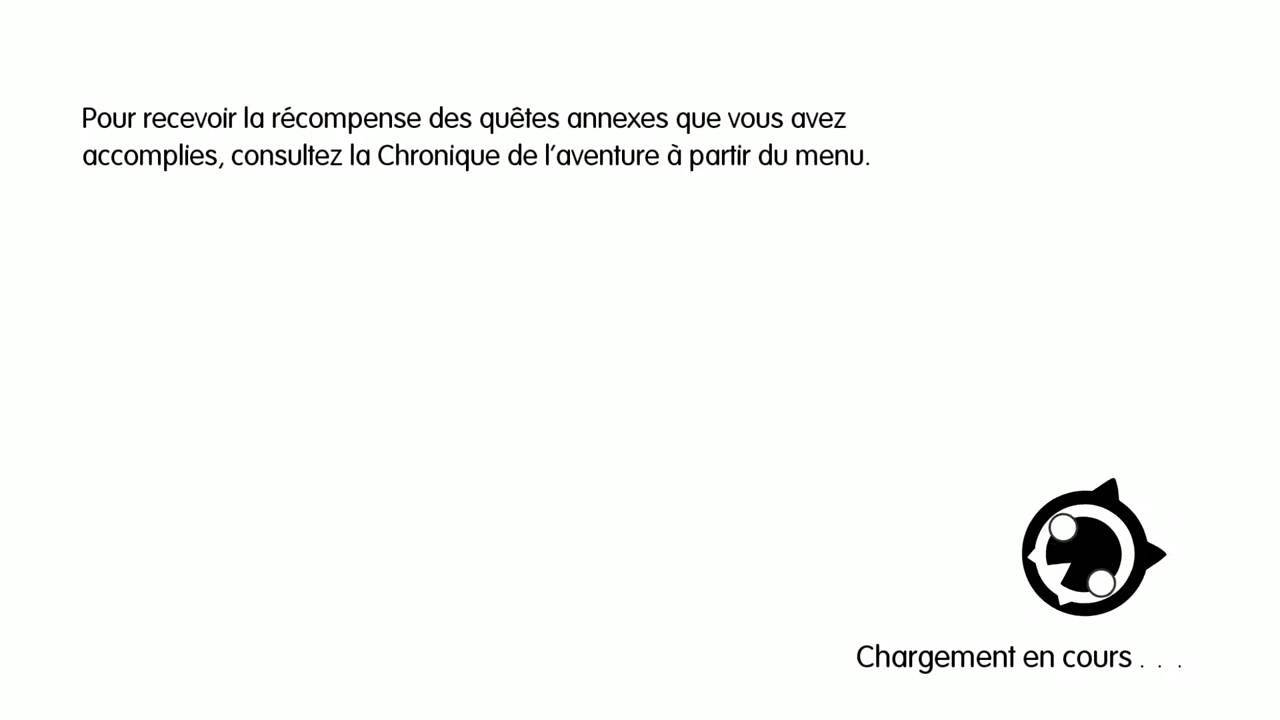 Pour recevoir la récompense des quêtes annexes que vous avez
accomplies, consultez la Chronique de l’aventure à partir du menu.
Chargement en cours . . .